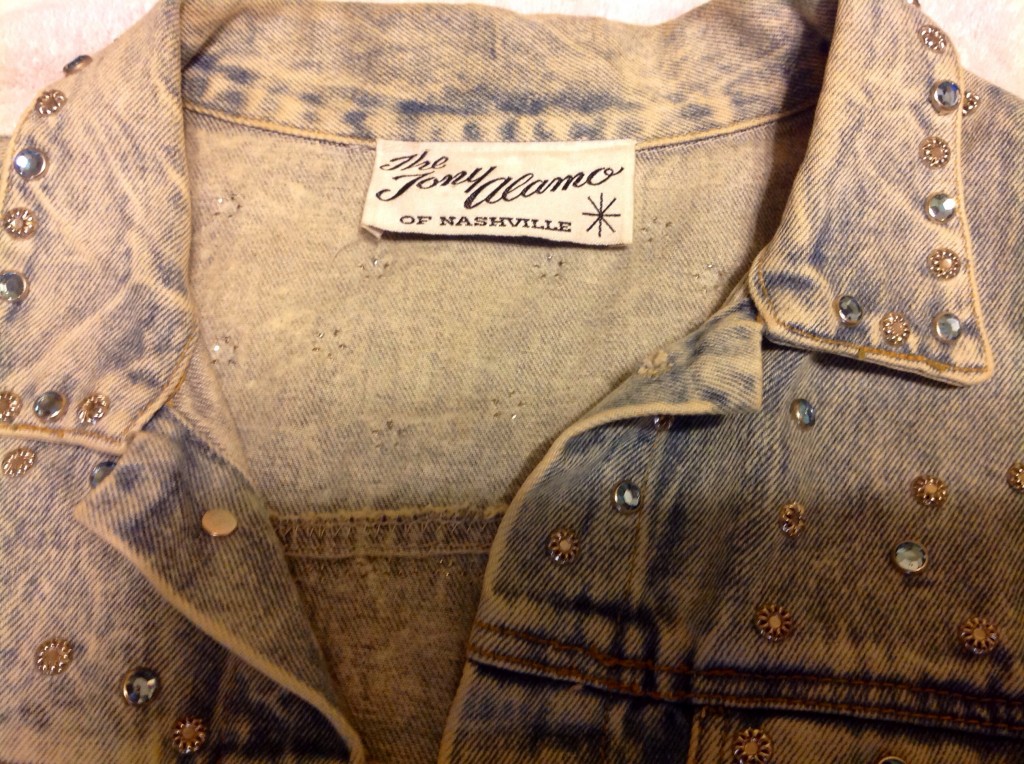 The
Tony Alamo
OF NASHVILLE